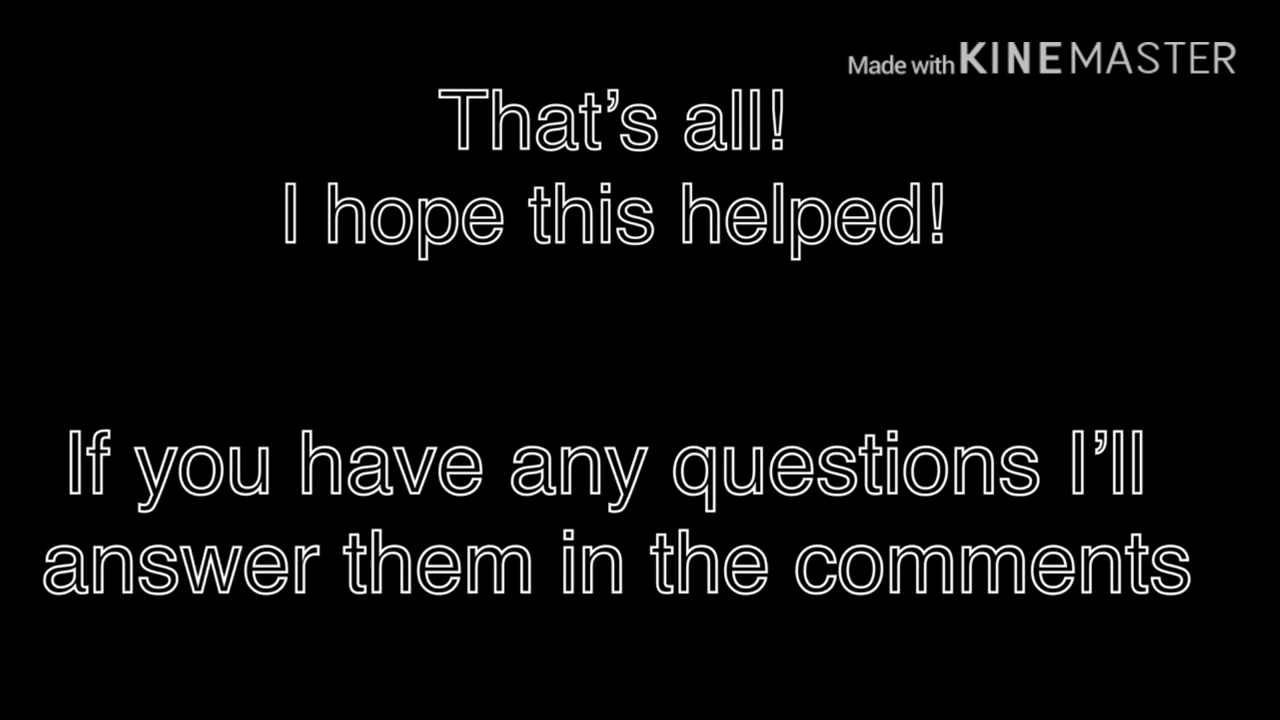 Made with KINEMASTER
That’s all!
I hope this helped!
If you have any questions I’ll
answer them in the comments